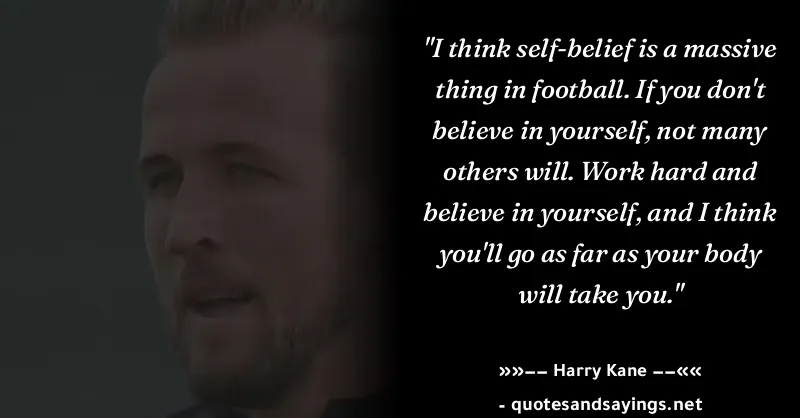 "I think self-belief is a massive
thing in football. If you don't
believe in yourself, not many
others will. Work hard and
believe in yourself, and I think
you'll go as far as your body
will take you."
»»−− Harry Kane −−««
- quotesandsayings.net